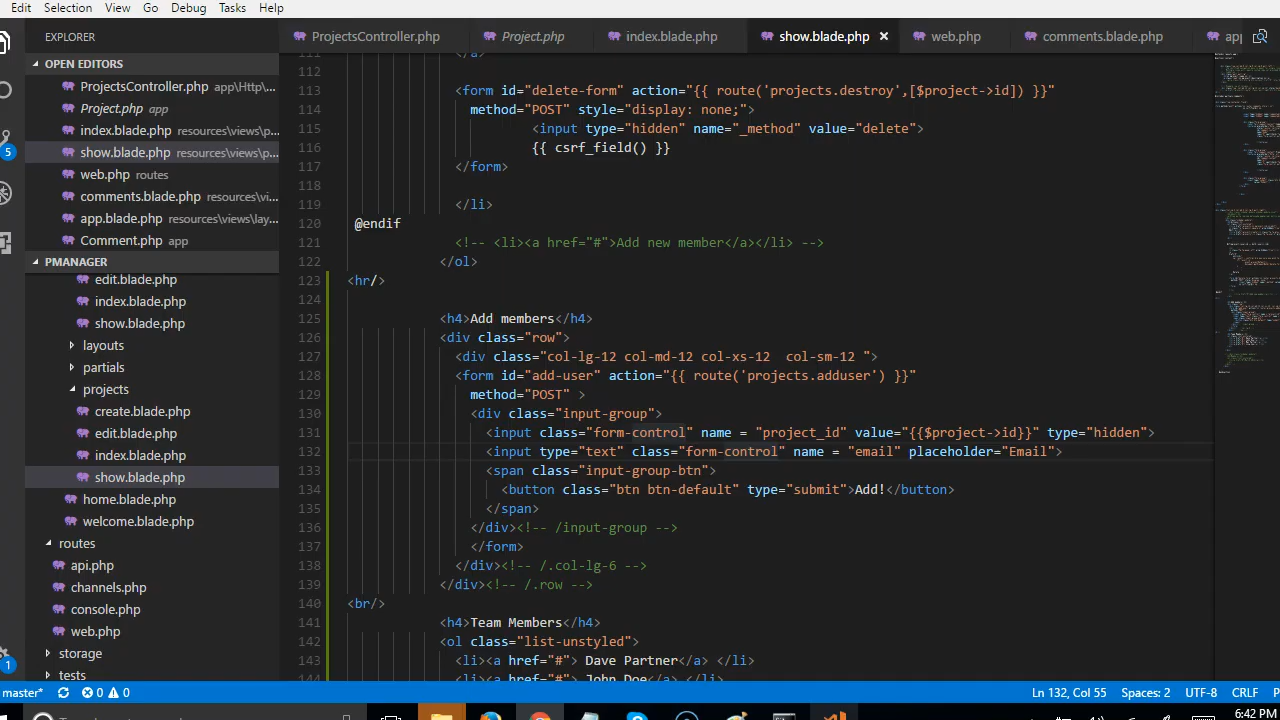 Edit Selection View Go Debug Tasks Help
EXPLORER
OPEN EDITORS
ProjectsController.php app\Http\...
Project.php app
index.blade.php resources\views\p...
show.blade.php resources\views\p...
web.php routes
comments.blade.php resources\vi...
app.blade.php resources\views\lay...
Comment.php app
PMANAGER
edit.blade.php
index.blade.php
show.blade.php
layouts
partials
projects
create.blade.php
edit.blade.php
index.blade.php
show.blade.php
home.blade.php
welcome.blade.php
routes
api.php
channels.php
console.php
web.php
storage
tests
5
1
ProjectsController.php Project.php index.blade.php show.blade.php × web.php comments.blade.php app
111 </a>
112
113 <form id="delete-form" action="{{ route('projects.destroy',[$project->id]) }}"
114 method="POST" style="display: none;">
115 <input type="hidden" name="_method" value="delete">
116 {{ csrf_field() }}
117 </form>
118
119 </li>
120 @endif
121 <!-- <li><a href="#">Add new member</a></li> -->
122 </ol>
123 <hr/>
124
125 <h4>Add members</h4>
126 <div class="row">
127 <div class="col-lg-12 col-md-12 col-xs-12  col-sm-12 ">
128 <form id="add-user" action="{{ route('projects.adduser') }}"
129 method="POST" >
130 <div class="input-group">
131 <input class="form-control" name = "project_id" value="{{$project->id}}" type="hidden">
132 <input type="text" class="form-control" name = "email" placeholder="Email">
133 <span class="input-group-btn">
134 <button class="btn btn-default" type="submit">Add!</button>
135 </span>
136 </div><!-- /input-group -->
137 </form>
138 </div><!-- /.col-lg-6 -->
139 </div><!-- /.row -->
140 <br/>
141 <h4>Team Members</h4>
142 <ol class="list-unstyled">
143 <li><a href="#"> Dave Partner</a> </li>
144 <li><a href="#"> John Doe</a> </li>
master* 0 0 Ln 132, Col 55 Spaces: 2 UTF-8 CRLF P
6:42 PM